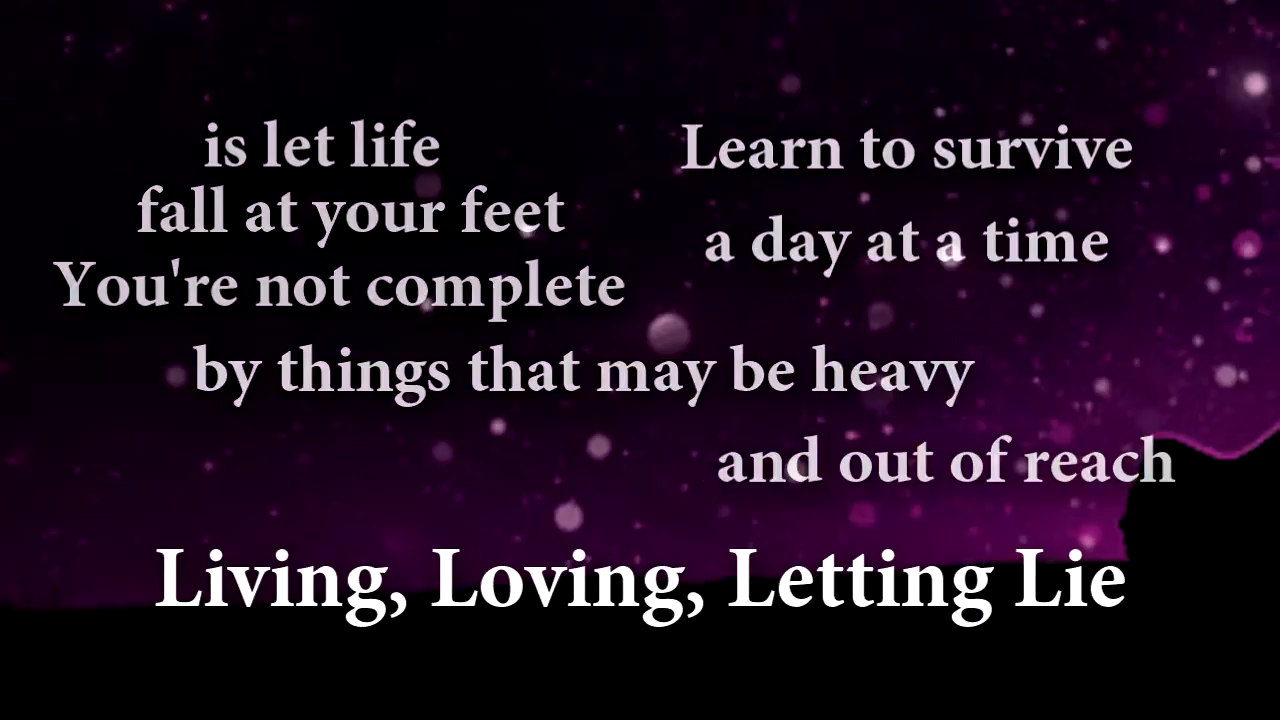 is let life
fall at your feet
You're not complete
Learn to survive
a day at a time
by things that may be heavy
and out of reach
Living, Loving, Letting Lie